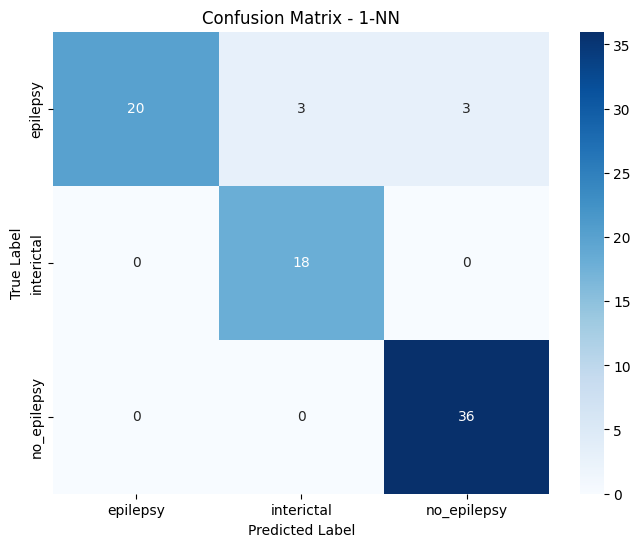 Confusion Matrix - 1-NN
True Label
epilepsy
interictal
no_epilepsy
20 3 3
0 18 0
0 0 36
epilepsy interictal no_epilepsy
Predicted Label
35
30
25
20
15
10
5
0